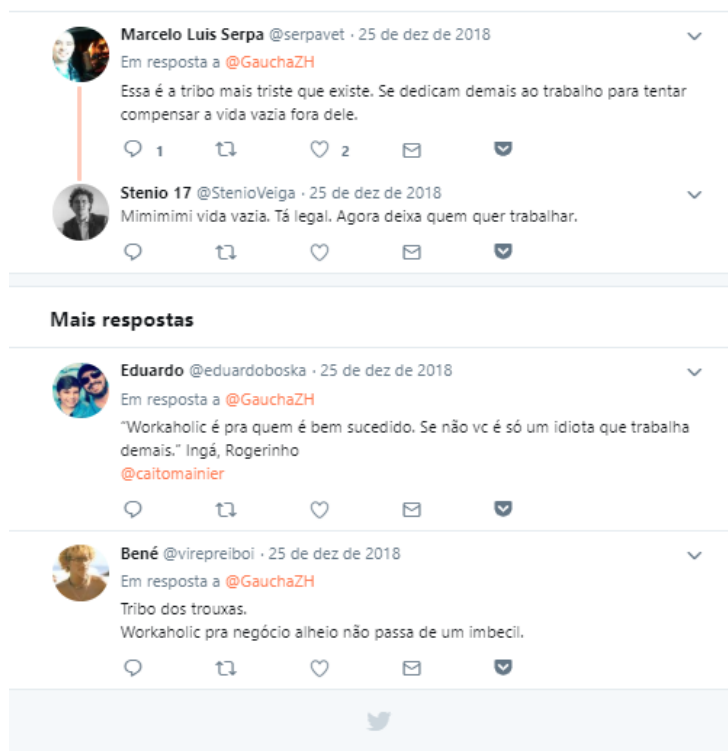 Marcelo Luis Serpa @serpavet · 25 de dez de 2018
Em resposta a @GauchaZH
Essa é a tribo mais triste que existe. Se dedicam demais ao trabalho para tentar
compensar a vida vazia fora dele.
1 2
Stenio 17 @StenioVeiga · 25 de dez de 2018
Mimimimi vida vazia. Tá legal. Agora deixa quem quer trabalhar.
Mais respostas
Eduardo @eduardoboska · 25 de dez de 2018
Em resposta a @GauchaZH
“Workaholic é pra quem é bem sucedido. Se não vc é só um idiota que trabalha
demais.” Ingá, Rogerinho
@caitomainier
Bené @virepreiboi · 25 de dez de 2018
Em resposta a @GauchaZH
Tribo dos trouxas.
Workaholic pra negócio alheio não passa de um imbecil.